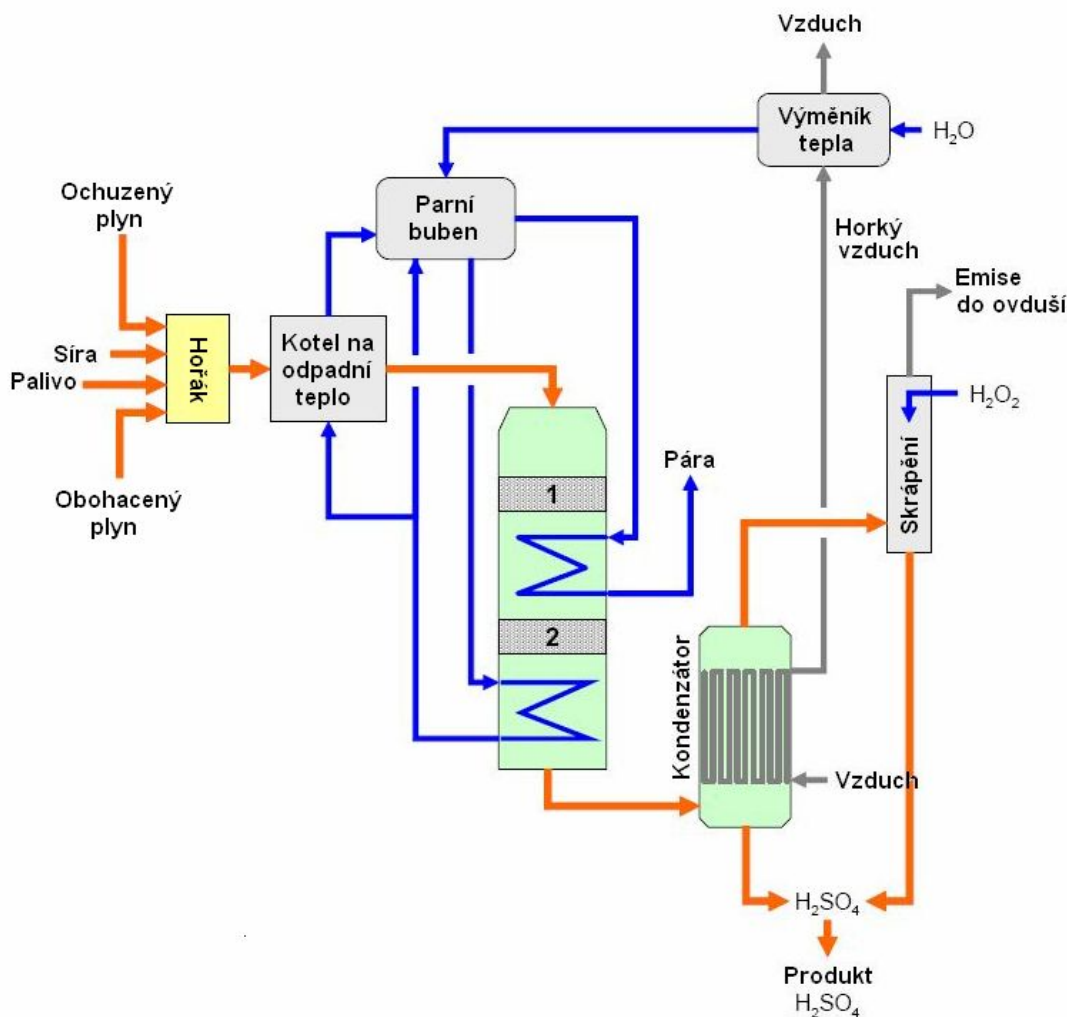 Vzduch
Výměník
tepla
H₂O
Ochuzený
plyn
Parní
buben
Horký
vzduch
Emise
do ovduší
Síra
Palivo
Hořák
Kotel na
odpadní
teplo
H₂O₂
Skrápění
Obohacený
plyn
Pára
1
2
Kondenzátor
Vzduch
H₂SO₄
Produkt
H₂SO₄